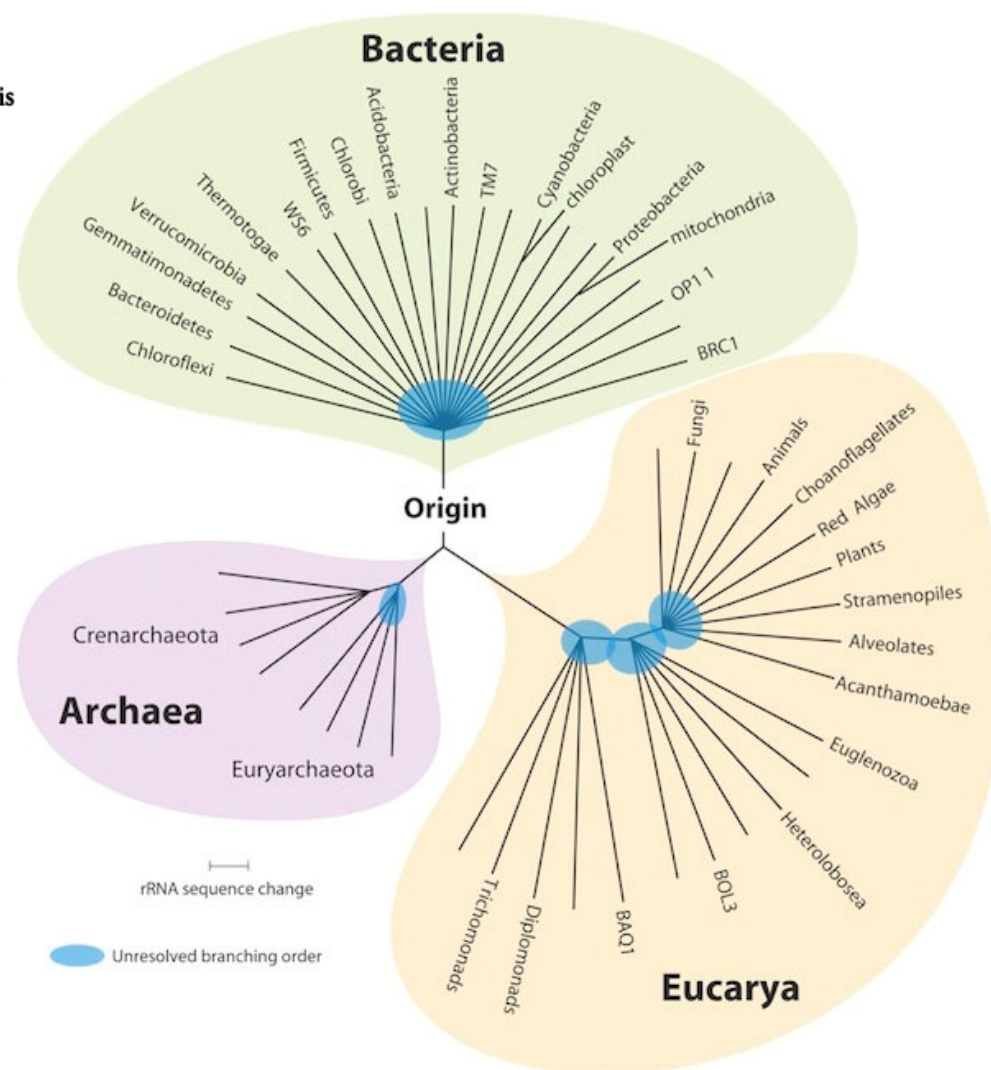 is
Bacteria
Chloroflexi
Bacteroidetes
Gemmatimonadetes
Verrucomicrobia
Thermotogae
WS6
Firmicutes
Chlorobi
Acidobacteria
Actinobacteria
TM7
Cyanobacteria
chloroplast
Proteobacteria
mitochondria
OP1 1
BRC1
Origin
Fungi
Animals
Choanoflagellates
Red Algae
Plants
Stramenopiles
Alveolates
Acanthamoebae
Euglenozoa
Heterolobosea
BOL3
BAQ1
Diplomonads
Trichomonads
Eucarya
Crenarchaeota
Archaea
Euryarchaeota
rRNA sequence change
Unresolved branching order